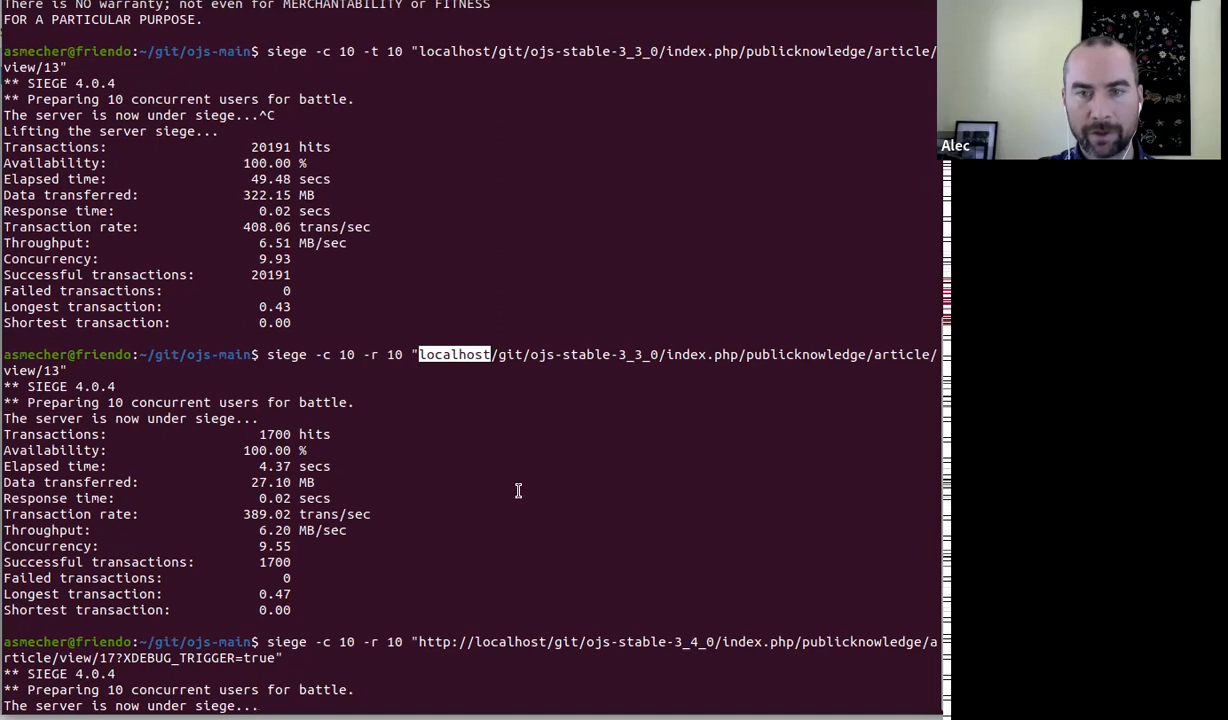 There is NO warranty; not even for MERCHANTABILITY or FITNESS
FOR A PARTICULAR PURPOSE.
asmecher@friendo:~/git/ojs-main$ siege -c 10 -t 10 "localhost/git/ojs-stable-3_3_0/index.php/publicknowledge/article/
view/13"
** SIEGE 4.0.4
** Preparing 10 concurrent users for battle.
The server is now under siege...^C
Lifting the server siege...
Transactions: 20191 hits
Availability: 100.00 %
Elapsed time: 49.48 secs
Data transferred: 322.15 MB
Response time: 0.02 secs
Transaction rate: 408.06 trans/sec
Throughput: 6.51 MB/sec
Concurrency: 9.93
Successful transactions: 20191
Failed transactions: 0
Longest transaction: 0.43
Shortest transaction: 0.00
asmecher@friendo:~/git/ojs-main$ siege -c 10 -r 10 "localhost/git/ojs-stable-3_3_0/index.php/publicknowledge/article/
view/13"
** SIEGE 4.0.4
** Preparing 10 concurrent users for battle.
The server is now under siege...
Transactions: 1700 hits
Availability: 100.00 %
Elapsed time: 4.37 secs
Data transferred: 27.10 MB
Response time: 0.02 secs
Transaction rate: 389.02 trans/sec
Throughput: 6.20 MB/sec
Concurrency: 9.55
Successful transactions: 1700
Failed transactions: 0
Longest transaction: 0.47
Shortest transaction: 0.00
asmecher@friendo:~/git/ojs-main$ siege -c 10 -r 10 "http://localhost/git/ojs-stable-3_4_0/index.php/publicknowledge/a
rticle/view/17?XDEBUG_TRIGGER=true"
** SIEGE 4.0.4
** Preparing 10 concurrent users for battle.
The server is now under siege...
Alec